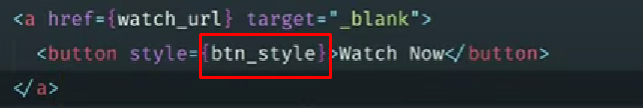 <a href={watch_url} target="_blank">
<button style={btn_style}>Watch Now</button>
</a>